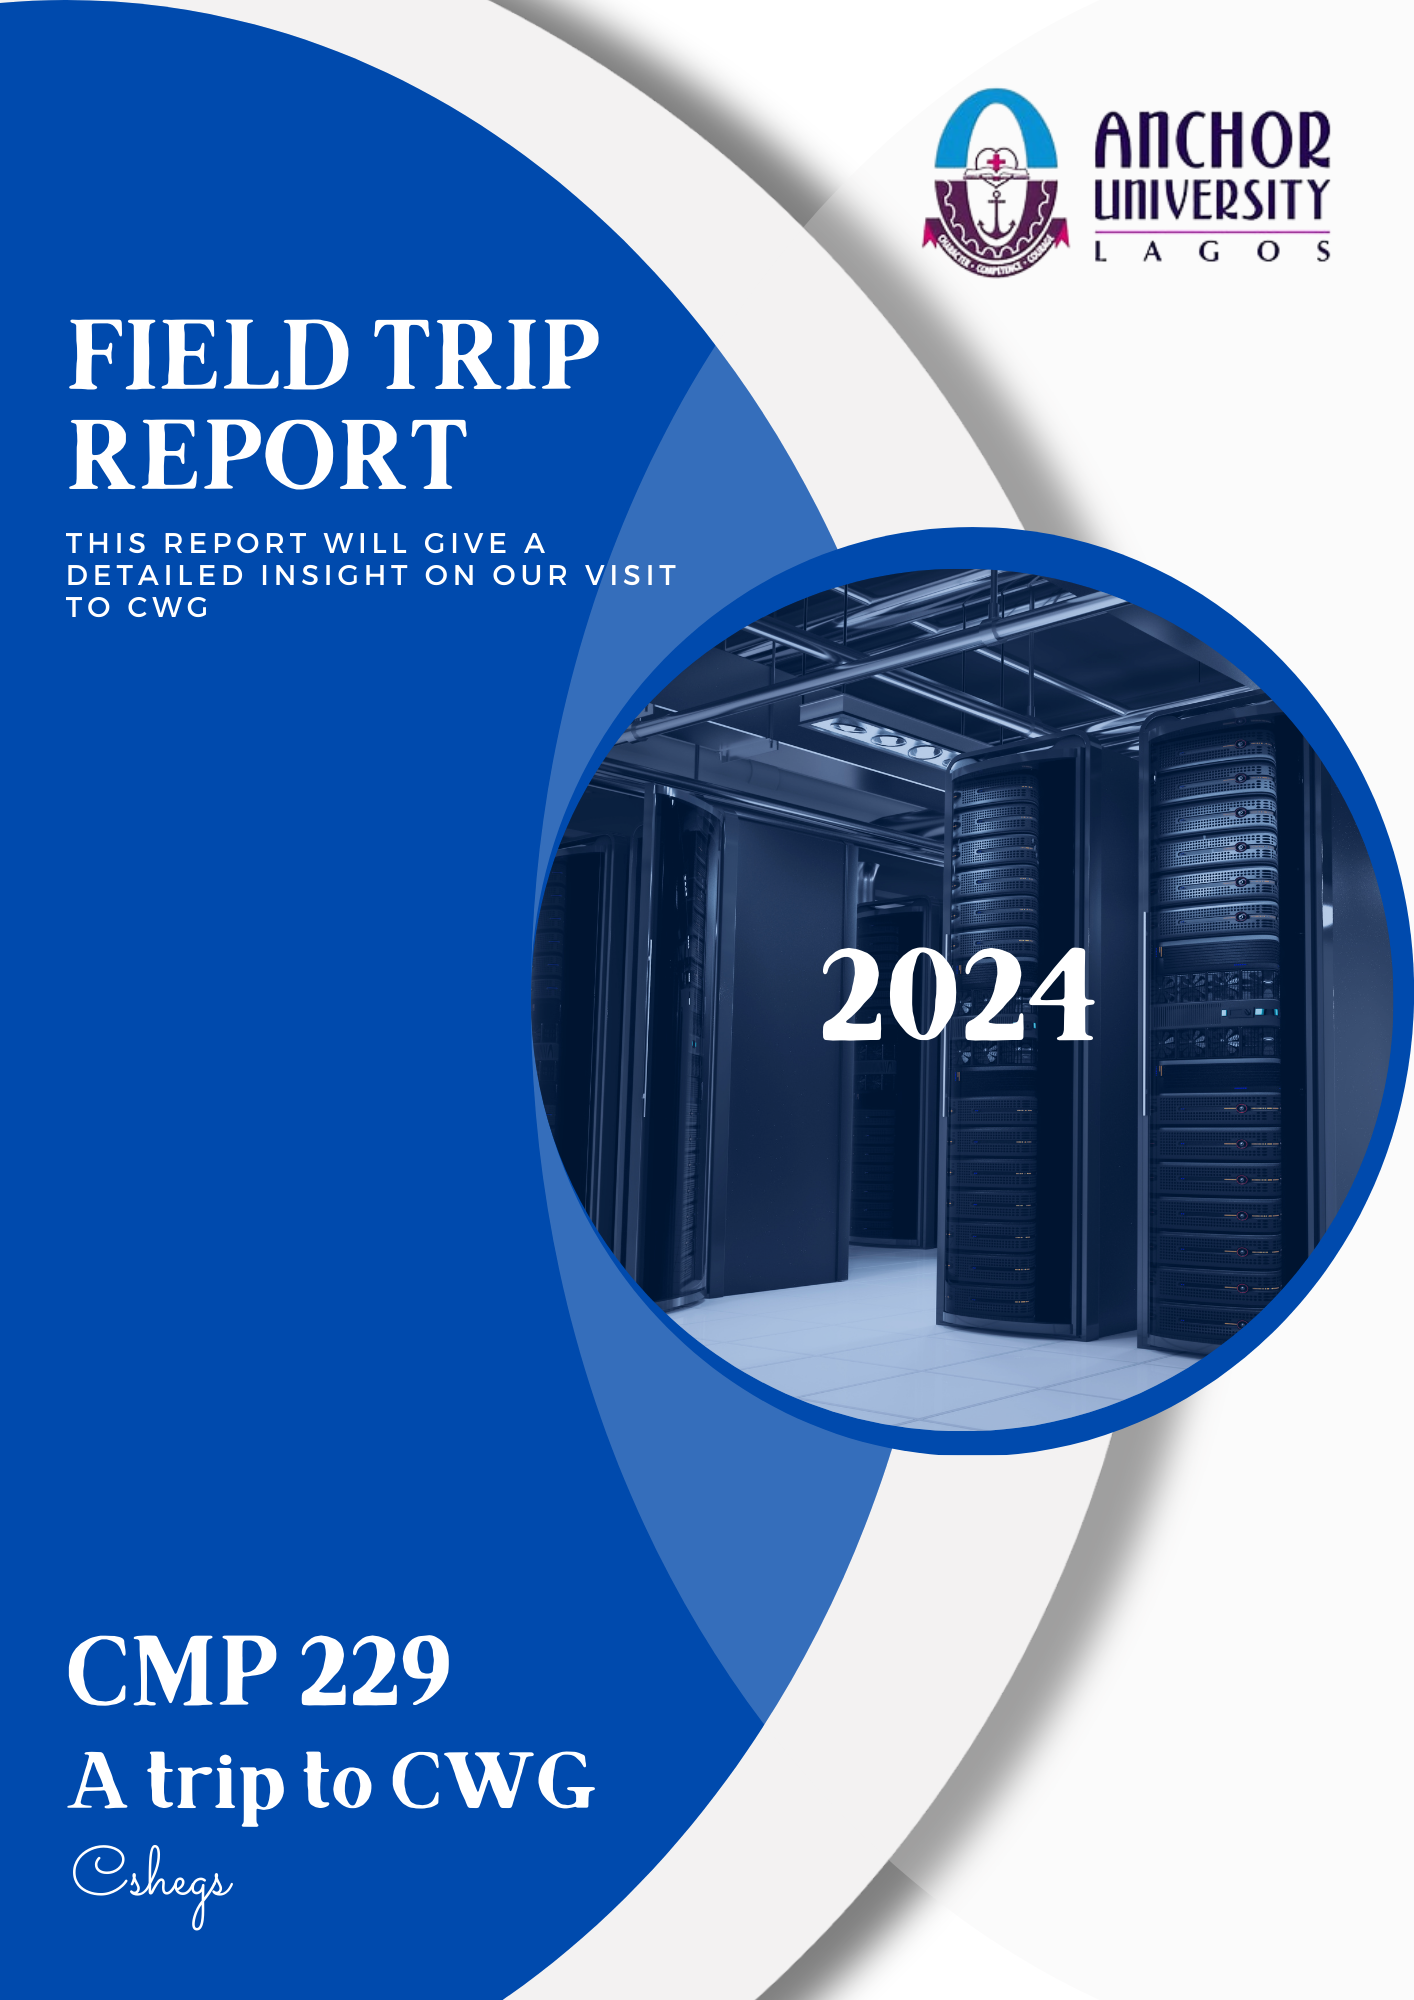 ANCHOR
UNIVERSITY
LAGOS
CHARACTER • COMPETENCE • COURAGE
FIELD TRIP
REPORT
THIS REPORT WILL GIVE A
DETAILED INSIGHT ON OUR VISIT
TO CWG
2024
CMP 229
A trip to CWG
Cshegs